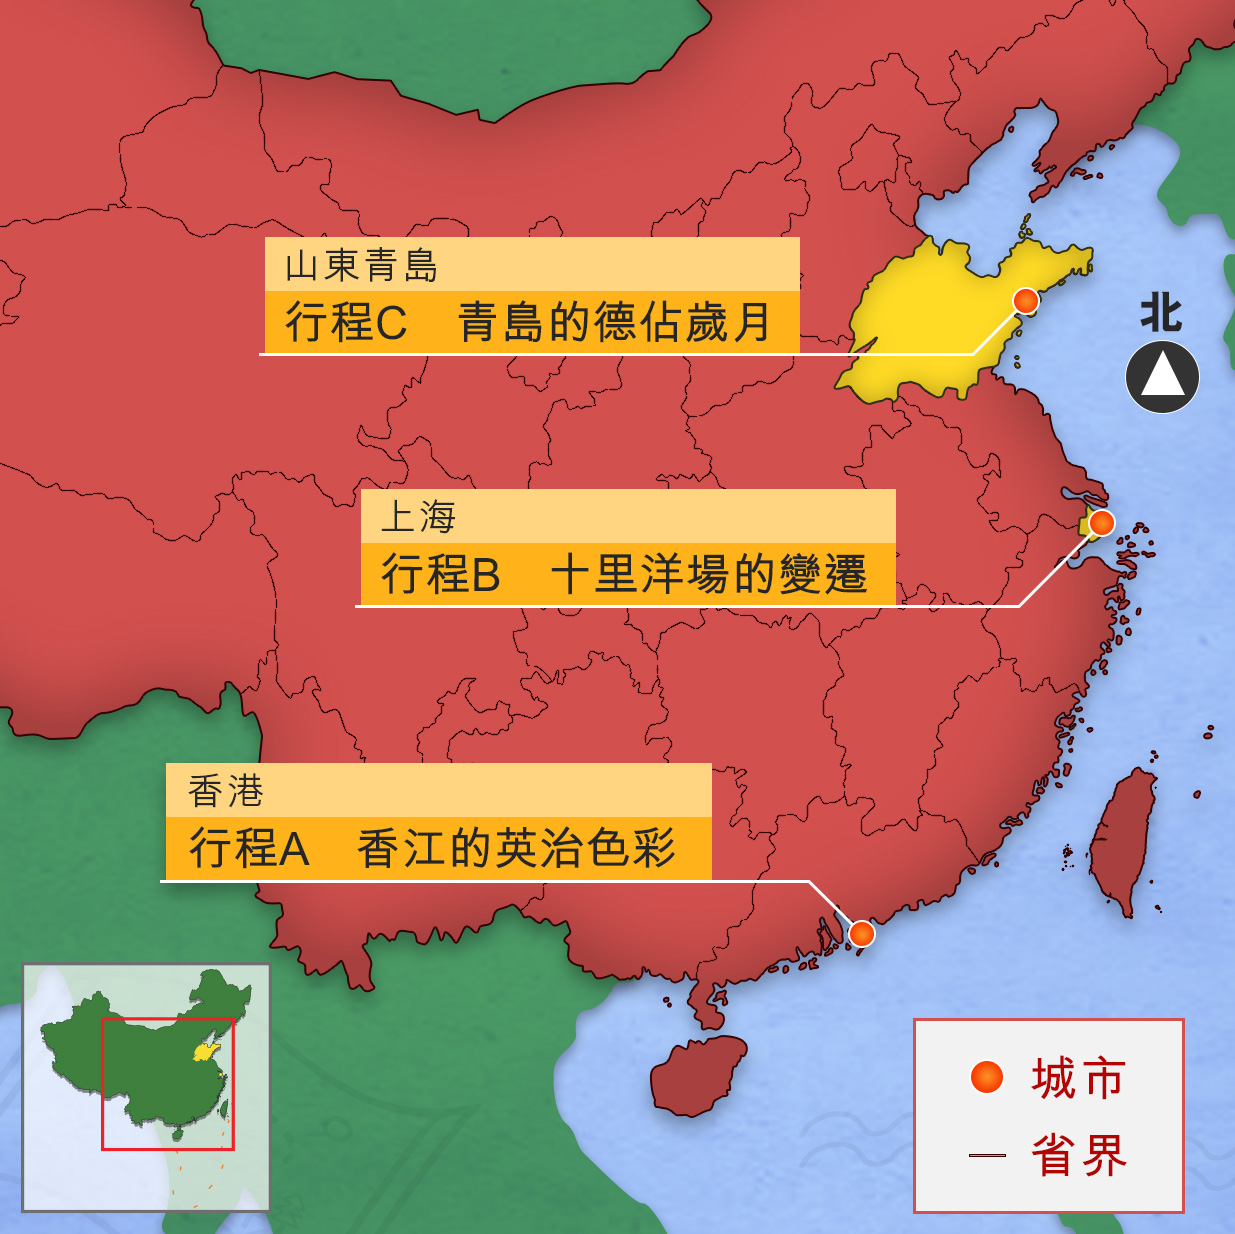 山東青島
行程C　青島的德佔歲月
北
上海
行程B　十里洋場的變遷
香港
行程A　香江的英治色彩
城市
省界